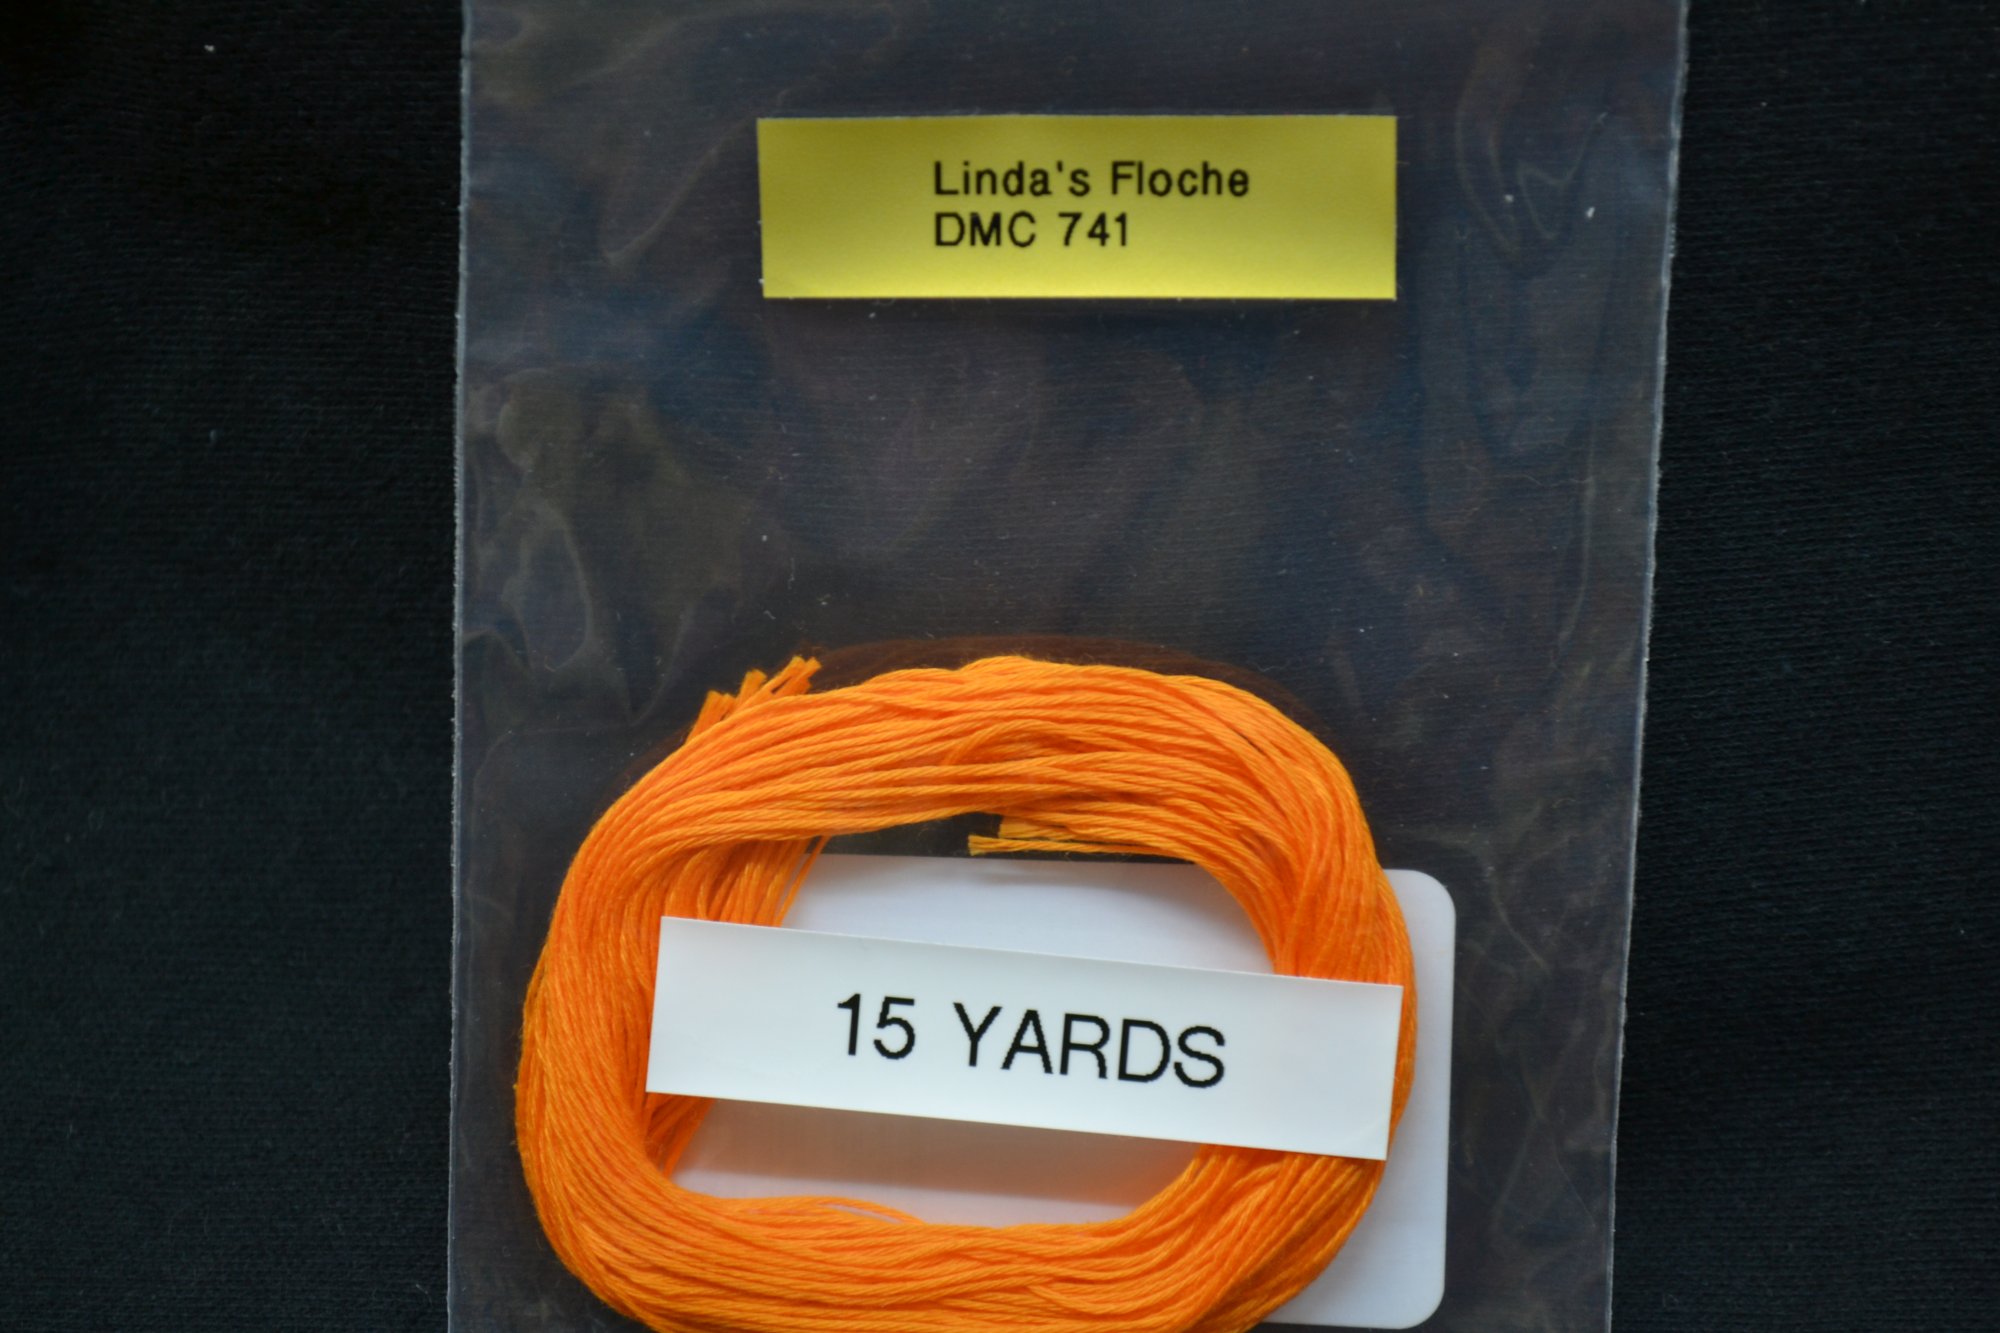 Linda's Floche
DMC 741
15 YARDS